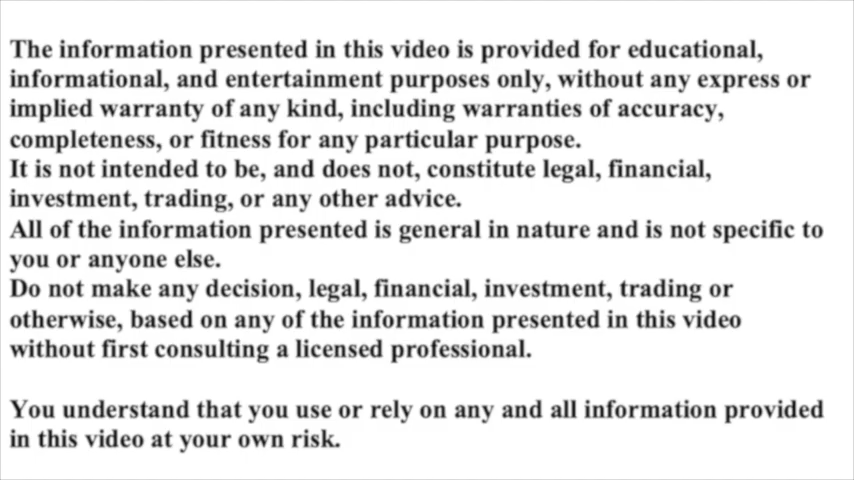 The information presented in this video is provided for educational,
informational, and entertainment purposes only, without any express or
implied warranty of any kind, including warranties of accuracy,
completeness, or fitness for any particular purpose.
It is not intended to be, and does not, constitute legal, financial,
investment, trading, or any other advice.
All of the information presented is general in nature and is not specific to
you or anyone else.
Do not make any decision, legal, financial, investment, trading or
otherwise, based on any of the information presented in this video
without first consulting a licensed professional.
You understand that you use or rely on any and all information provided
in this video at your own risk.